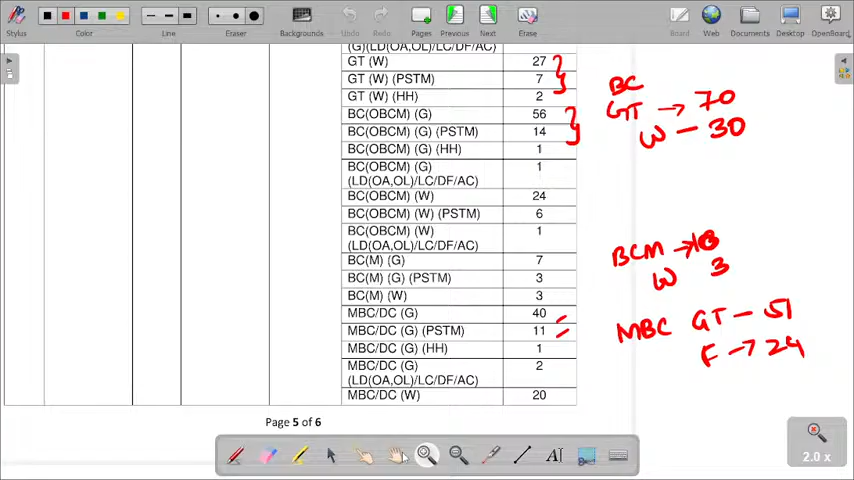 Stylus
Color
Line
Eraser
Backgrounds
Undo
Redo
Pages
Previous
Next
Erase
Board
Web
Documents
Desktop
OpenBoard
(G)(LD(OA,OL)/LC/DF/AC)
GT (W) 27
GT (W) (PSTM) 7
GT (W) (HH) 2
BC(OBCM) (G) 56
BC(OBCM) (G) (PSTM) 14
BC(OBCM) (G) (HH) 1
BC(OBCM) (G) 1
(LD(OA,OL)/LC/DF/AC)
BC(OBCM) (W) 24
BC(OBCM) (W) (PSTM) 6
BC(OBCM) (W) 1
(LD(OA,OL)/LC/DF/AC)
BC(M) (G) 7
BC(M) (G) (PSTM) 3
BC(M) (W) 3
MBC/DC (G) 40
MBC/DC (G) (PSTM) 11
MBC/DC (G) (HH) 1
MBC/DC (G) 2
(LD(OA,OL)/LC/DF/AC)
MBC/DC (W) 20
Page 5 of 6
BC
GT → 70
W - 30
BCM →
W 3
MBC GT - 51
F → 24
2.0 x